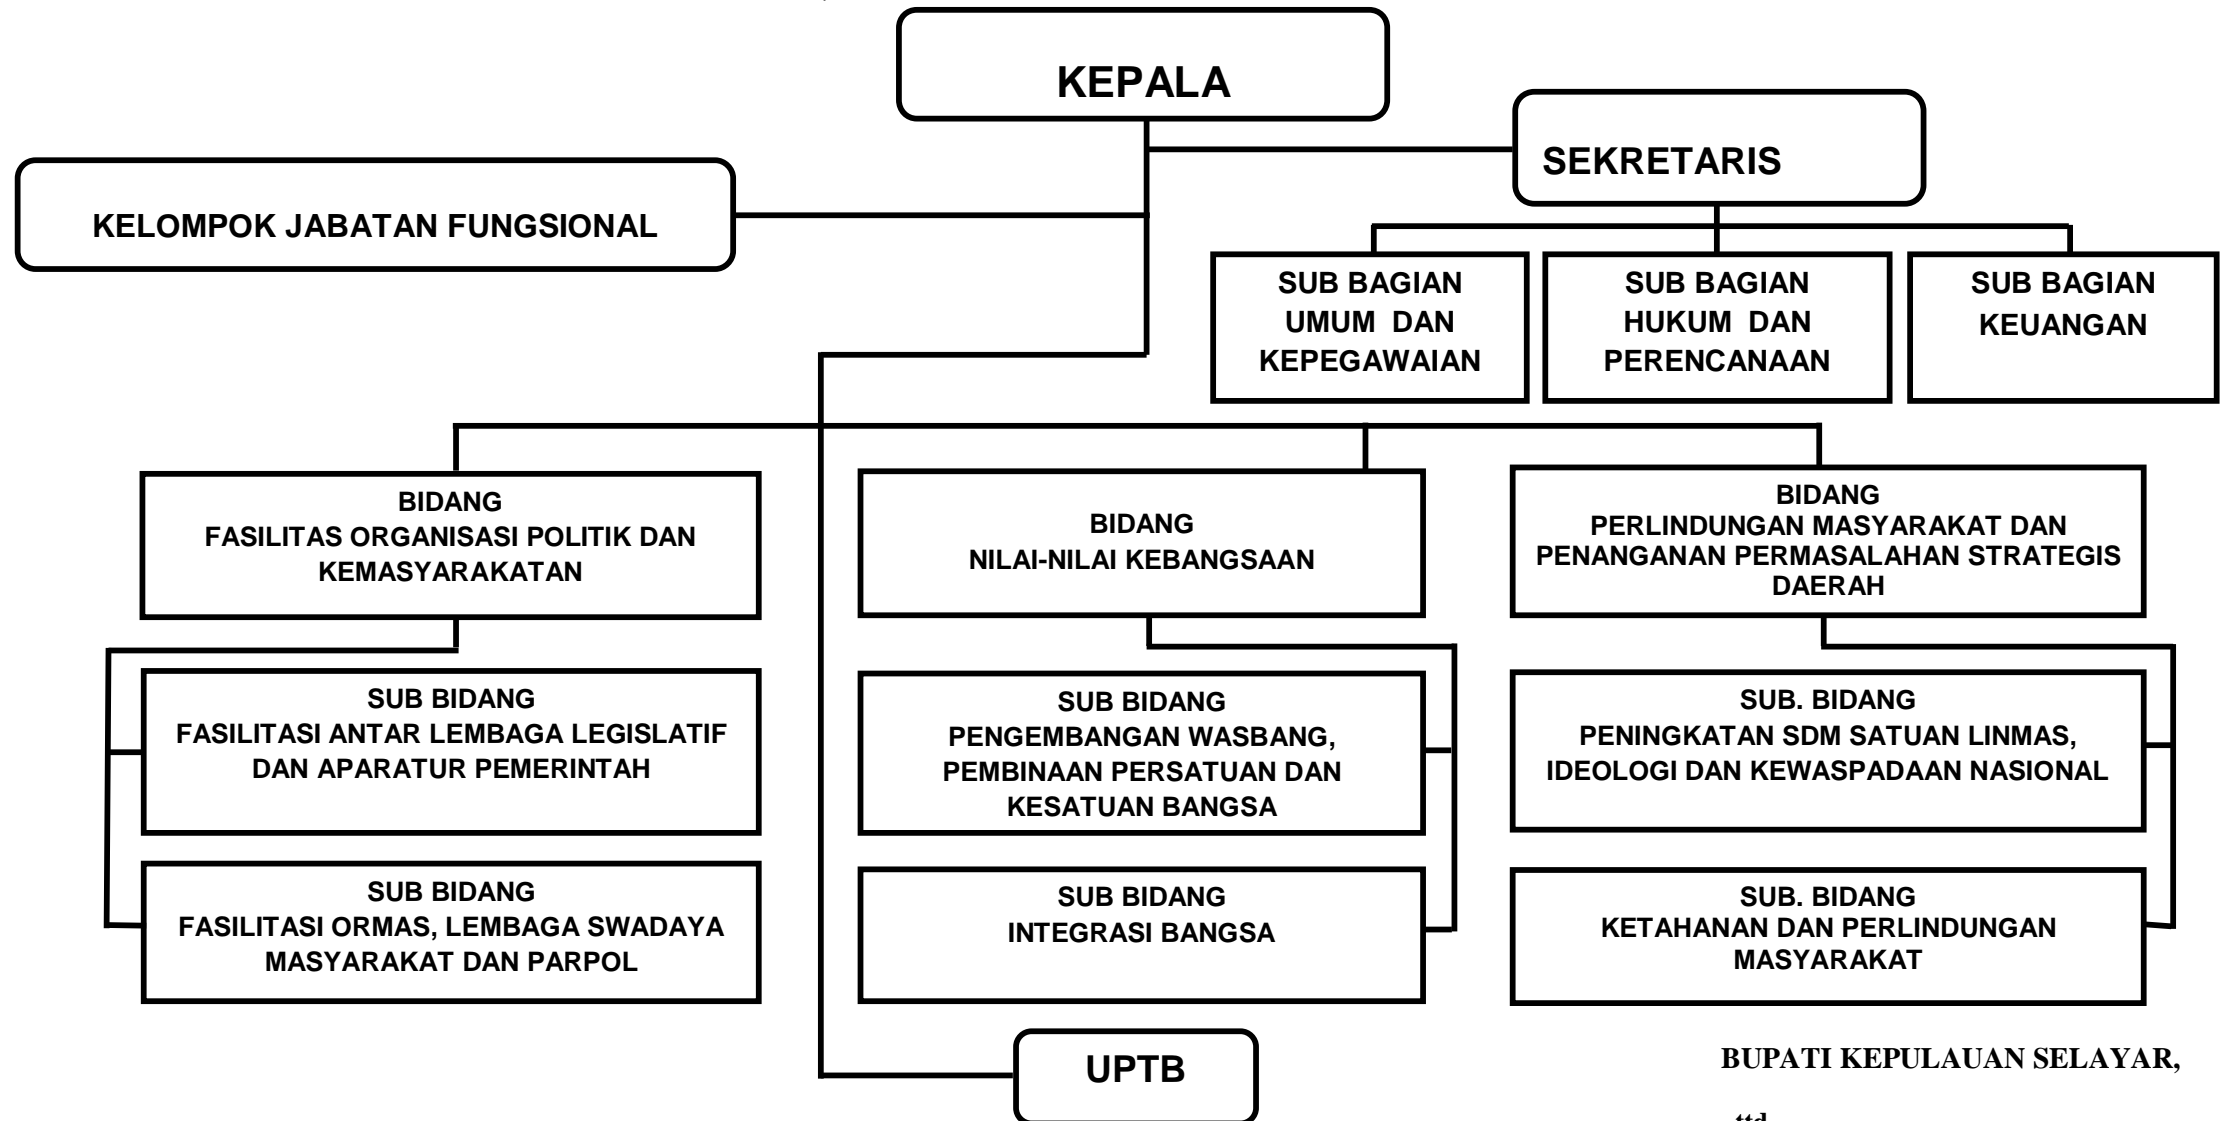 KEPALA
SEKRETARIS
KELOMPOK JABATAN FUNGSIONAL
SUB BAGIAN
UMUM DAN
KEPEGAWAIAN
SUB BAGIAN
HUKUM DAN
PERENCANAAN
SUB BAGIAN
KEUANGAN
BIDANG
FASILITAS ORGANISASI POLITIK DAN
KEMASYARAKATAN
BIDANG
NILAI-NILAI KEBANGSAAN
BIDANG
PERLINDUNGAN MASYARAKAT DAN
PENANGANAN PERMASALAHAN STRATEGIS
DAERAH
SUB BIDANG
FASILITASI ANTAR LEMBAGA LEGISLATIF
DAN APARATUR PEMERINTAH
SUB BIDANG
PENGEMBANGAN WASBANG,
PEMBINAAN PERSATUAN DAN
KESATUAN BANGSA
SUB. BIDANG
PENINGKATAN SDM SATUAN LINMAS,
IDEOLOGI DAN KEWASPADAAN NASIONAL
SUB BIDANG
FASILITASI ORMAS, LEMBAGA SWADAYA
MASYARAKAT DAN PARPOL
SUB BIDANG
INTEGRASI BANGSA
SUB. BIDANG
KETAHANAN DAN PERLINDUNGAN
MASYARAKAT
UPTB
BUPATI KEPULAUAN SELAYAR,